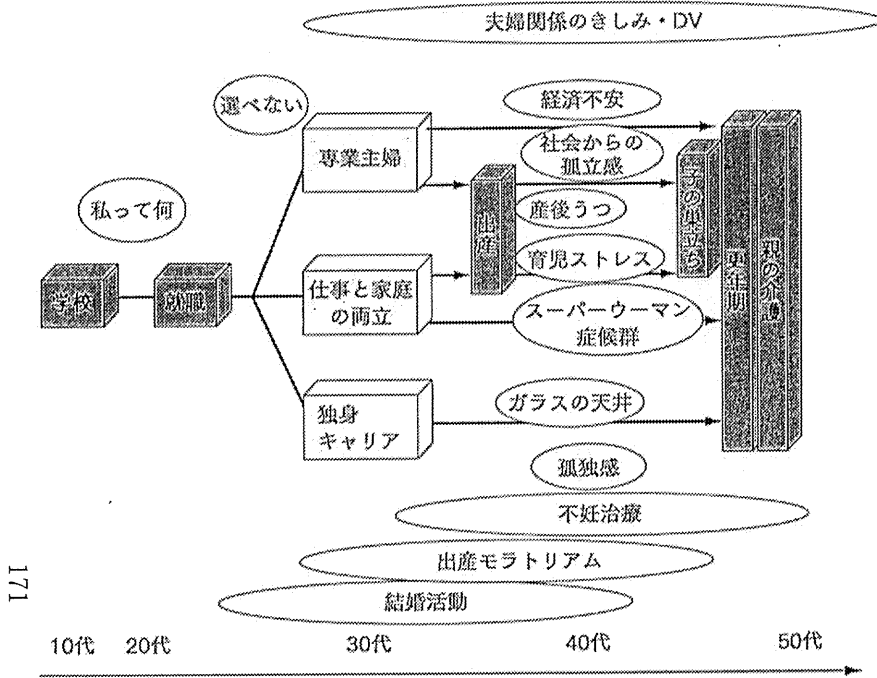 夫婦関係のきしみ・DV
選べない
経済不安
専業主婦
社会からの
孤立感
私って何
出産
産後うつ
子の巣立ち
更年期
親の介護
学校
就職
仕事と家庭
の両立
育児ストレス
スーパーウーマン
症候群
独身
キャリア
ガラスの天井
孤独感
不妊治療
出産モラトリアム
結婚活動
171
10代
20代
30代
40代
50代